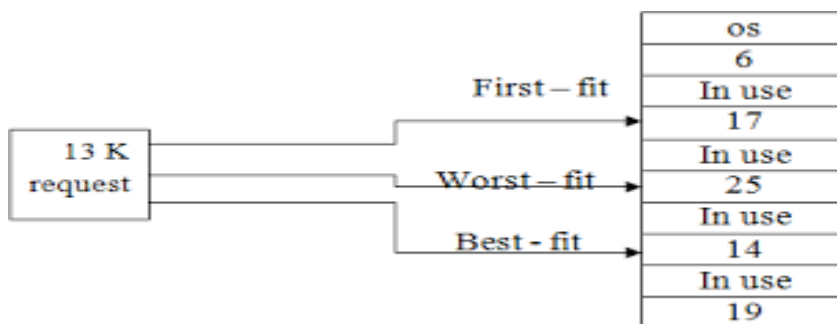 os
6
First – fit
In use
17
13 K
request
In use
Worst – fit
25
In use
Best - fit
14
In use
19